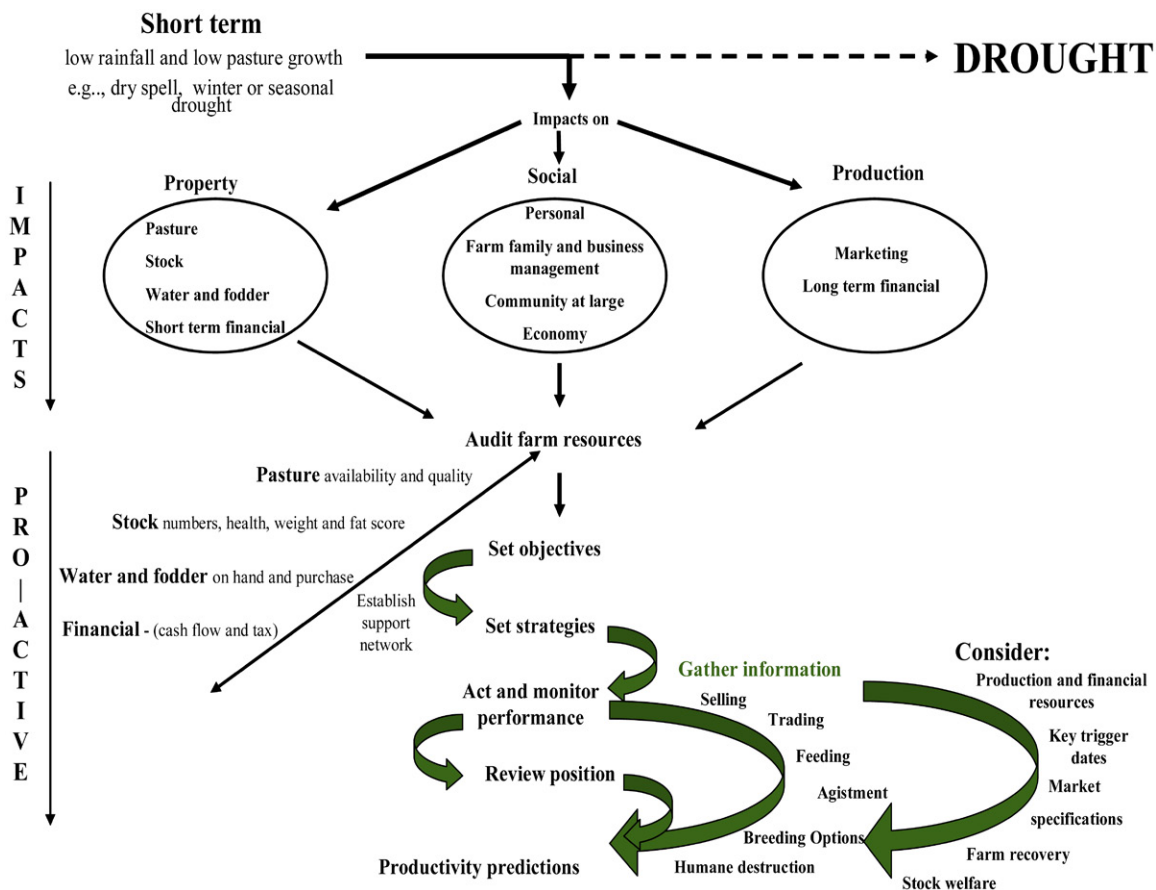 Short term
low rainfall and low pasture growth
e.g.., dry spell, winter or seasonal
drought
DROUGHT
Impacts on
IMPACTS
Property
Pasture
Stock
Water and fodder
Short term financial
Social
Personal
Farm family and business
management
Community at large
Economy
Production
Marketing
Long term financial
Audit farm resources
PRO|ACTIVE
Pasture availability and quality
Stock numbers, health, weight and fat score
Water and fodder on hand and purchase
Financial - (cash flow and tax)
Set objectives
Establish
support
network
Set strategies
Act and monitor
performance
Review position
Productivity predictions
Gather information
Selling
Trading
Feeding
Agistment
Breeding Options
Humane destruction
Consider:
Production and financial
resources
Key trigger
dates
Market
specifications
Farm recovery
Stock welfare